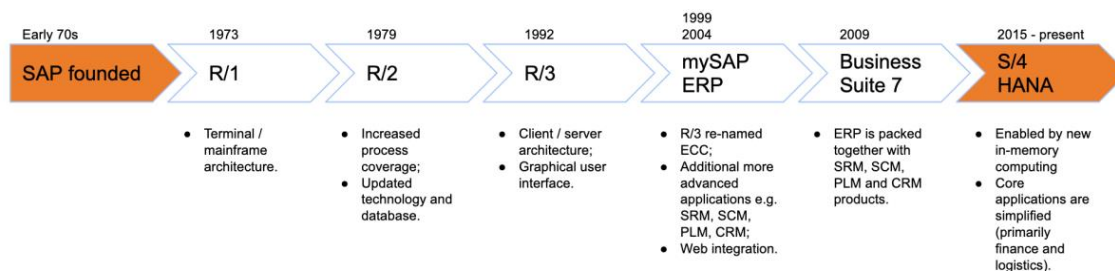 Early 70s
SAP founded
1973
R/1
● Terminal /
mainframe
architecture.
1979
R/2
● Increased
process
coverage;
● Updated
technology and
database.
1992
R/3
● Client / server
architecture;
● Graphical user
interface.
1999
2004
mySAP
ERP
● R/3 re-named
ECC;
● Additional more
advanced
applications e.g.
SRM, SCM,
PLM, CRM;
● Web integration.
2009
Business
Suite 7
● ERP is packed
together with
SRM, SCM,
PLM and CRM
products.
2015 - present
S/4
HANA
● Enabled by new
in-memory
computing
● Core
applications are
simplified
(primarily
finance and
logistics).